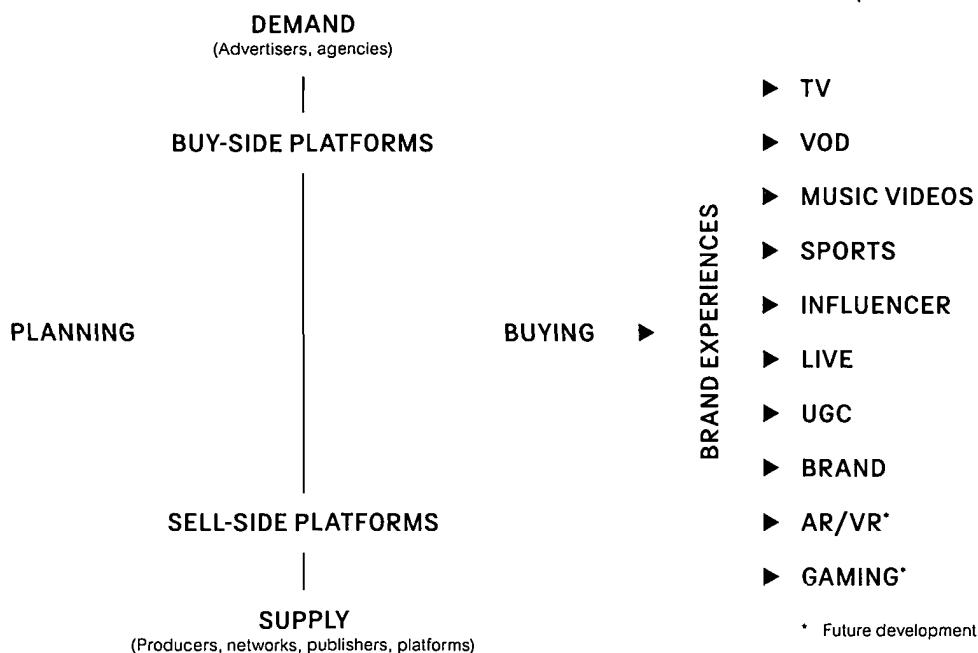 DEMAND
(Advertisers, agencies)
BUY-SIDE PLATFORMS
PLANNING
BUYING
SELL-SIDE PLATFORMS
SUPPLY
(Producers, networks, publishers, platforms)
BRAND EXPERIENCES
TV
VOD
MUSIC VIDEOS
SPORTS
INFLUENCER
LIVE
UGC
BRAND
AR/VR*
GAMING*
* Future development